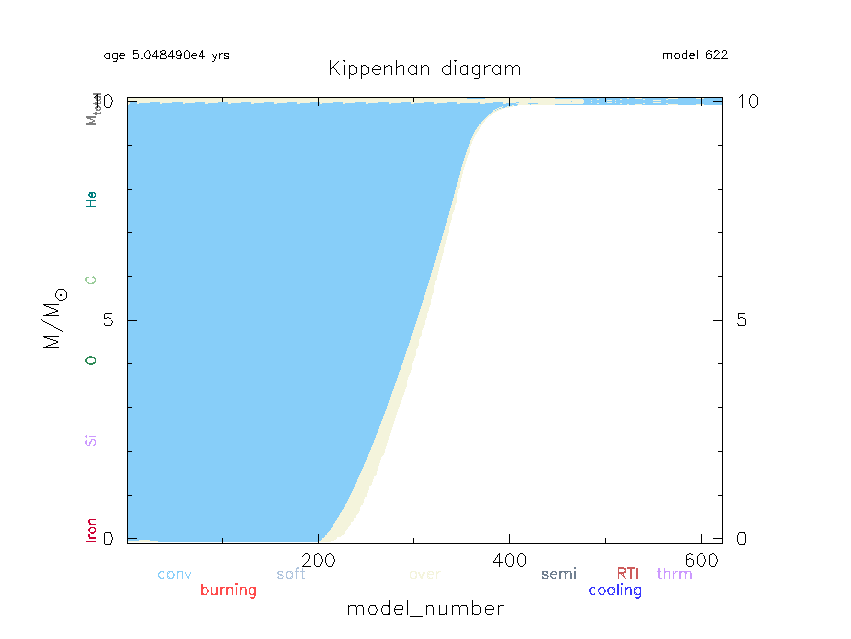 age 5.048490e4 yrs
model 622
Kippenhan diagram
10
10
M_total
He
C
M/M☉
5
5
O
Si
Iron
0
0
200
400
600
conv
soft
over
semi
RTI
thrm
burning
cooling
model_number